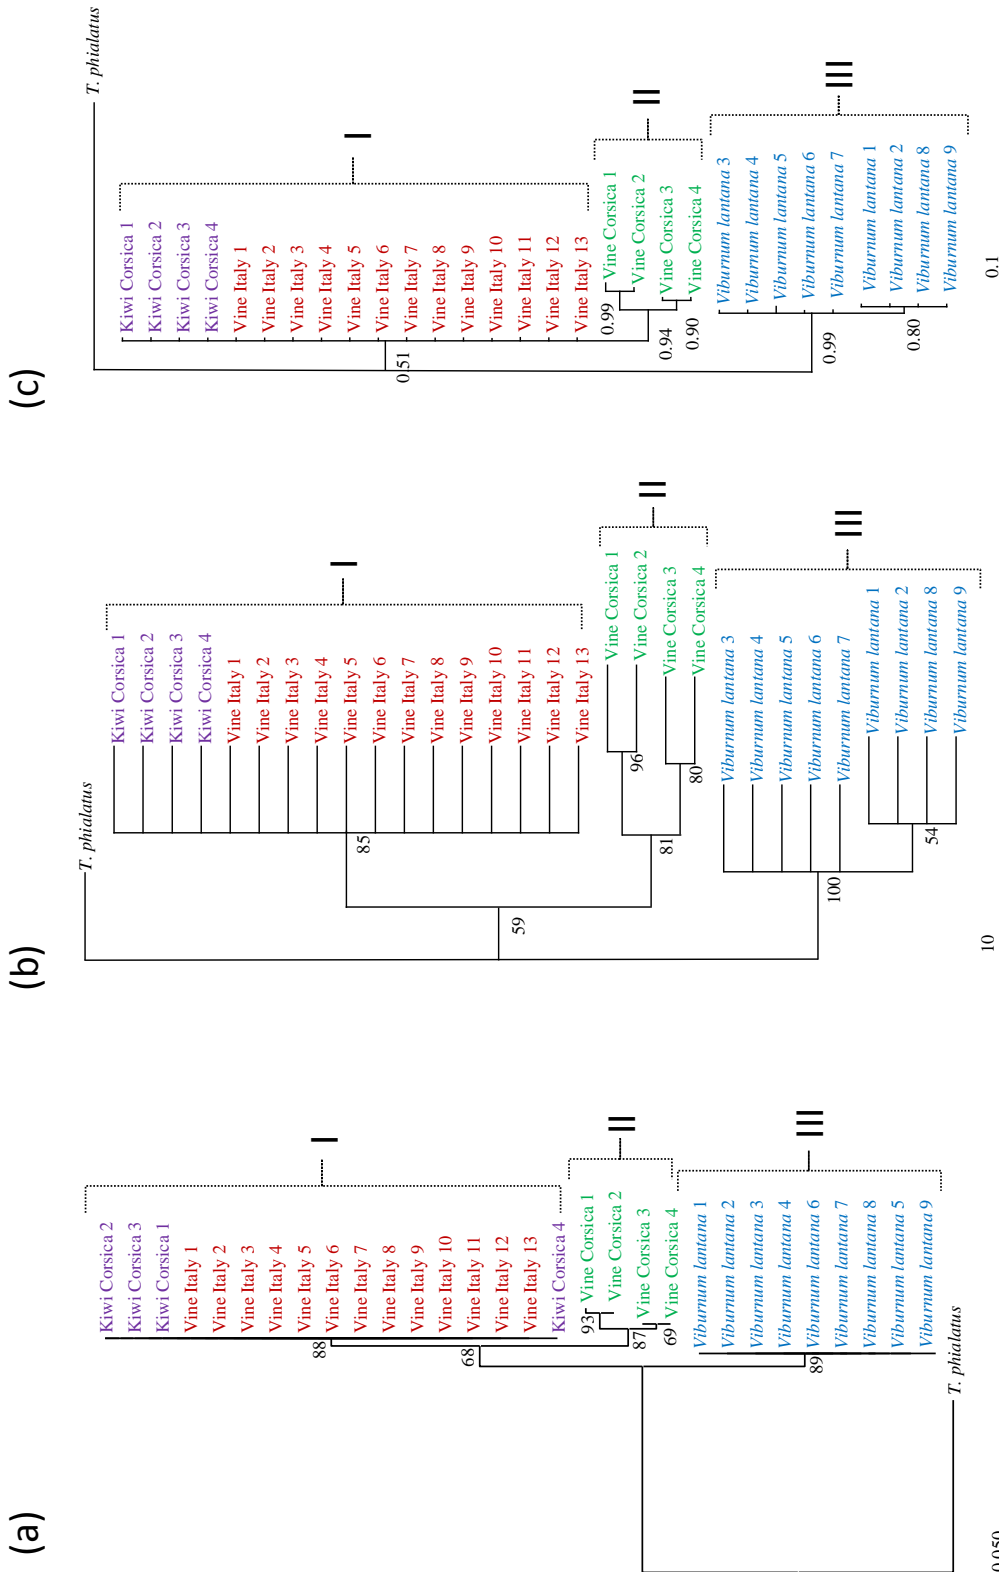 (a)
Kiwi Corsica 2
Kiwi Corsica 3
Kiwi Corsica 1
Vine Italy 1
Vine Italy 2
Vine Italy 3
Vine Italy 4
Vine Italy 5
Vine Italy 6
Vine Italy 7
Vine Italy 8
Vine Italy 9
Vine Italy 10
Vine Italy 11
Vine Italy 12
Vine Italy 13
Kiwi Corsica 4
Vine Corsica 1
Vine Corsica 2
Vine Corsica 3
Vine Corsica 4
Viburnum lantana 1
Viburnum lantana 2
Viburnum lantana 3
Viburnum lantana 4
Viburnum lantana 6
Viburnum lantana 7
Viburnum lantana 8
Viburnum lantana 5
Viburnum lantana 9
T. phialatus
I
II
III
88
68
93
87
69
89
0.050
(b)
T. phialatus
Kiwi Corsica 1
Kiwi Corsica 2
Kiwi Corsica 3
Kiwi Corsica 4
Vine Italy 1
Vine Italy 2
Vine Italy 3
Vine Italy 4
Vine Italy 5
Vine Italy 6
Vine Italy 7
Vine Italy 8
Vine Italy 9
Vine Italy 10
Vine Italy 11
Vine Italy 12
Vine Italy 13
Vine Corsica 1
Vine Corsica 2
Vine Corsica 3
Vine Corsica 4
Viburnum lantana 3
Viburnum lantana 4
Viburnum lantana 5
Viburnum lantana 6
Viburnum lantana 7
Viburnum lantana 1
Viburnum lantana 2
Viburnum lantana 8
Viburnum lantana 9
I
II
III
85
59
96
81
80
100
54
10
(c)
T. phialatus
Kiwi Corsica 1
Kiwi Corsica 2
Kiwi Corsica 3
Kiwi Corsica 4
Vine Italy 1
Vine Italy 2
Vine Italy 3
Vine Italy 4
Vine Italy 5
Vine Italy 6
Vine Italy 7
Vine Italy 8
Vine Italy 9
Vine Italy 10
Vine Italy 11
Vine Italy 12
Vine Italy 13
Vine Corsica 1
Vine Corsica 2
Vine Corsica 3
Vine Corsica 4
Viburnum lantana 3
Viburnum lantana 4
Viburnum lantana 5
Viburnum lantana 6
Viburnum lantana 7
Viburnum lantana 1
Viburnum lantana 2
Viburnum lantana 8
Viburnum lantana 9
I
II
III
0.51
0.99
0.94
0.90
0.99
0.80
0.1